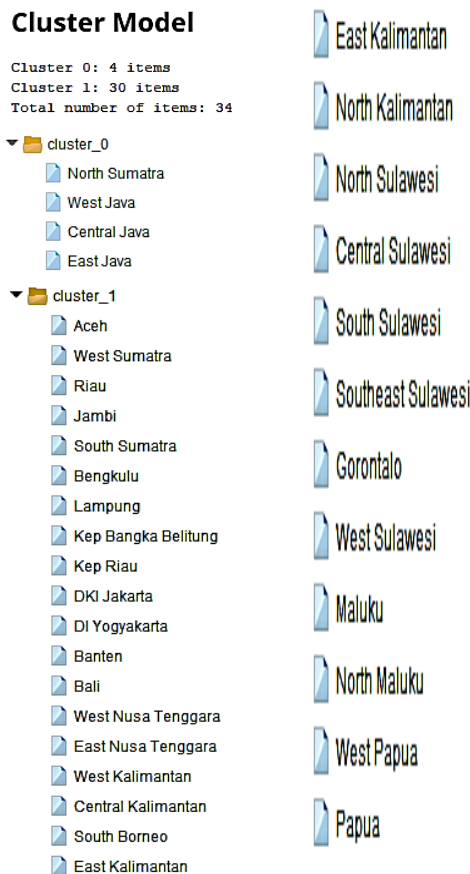 Cluster Model
Cluster 0: 4 items
Cluster 1: 30 items
Total number of items: 34
cluster_0
North Sumatra
West Java
Central Java
East Java
cluster_1
Aceh
West Sumatra
Riau
Jambi
South Sumatra
Bengkulu
Lampung
Kep Bangka Belitung
Kep Riau
DKI Jakarta
DI Yogyakarta
Banten
Bali
West Nusa Tenggara
East Nusa Tenggara
West Kalimantan
Central Kalimantan
South Borneo
East Kalimantan
East Kalimantan
North Kalimantan
North Sulawesi
Central Sulawesi
South Sulawesi
Southeast Sulawesi
Gorontalo
West Sulawesi
Maluku
North Maluku
West Papua
Papua